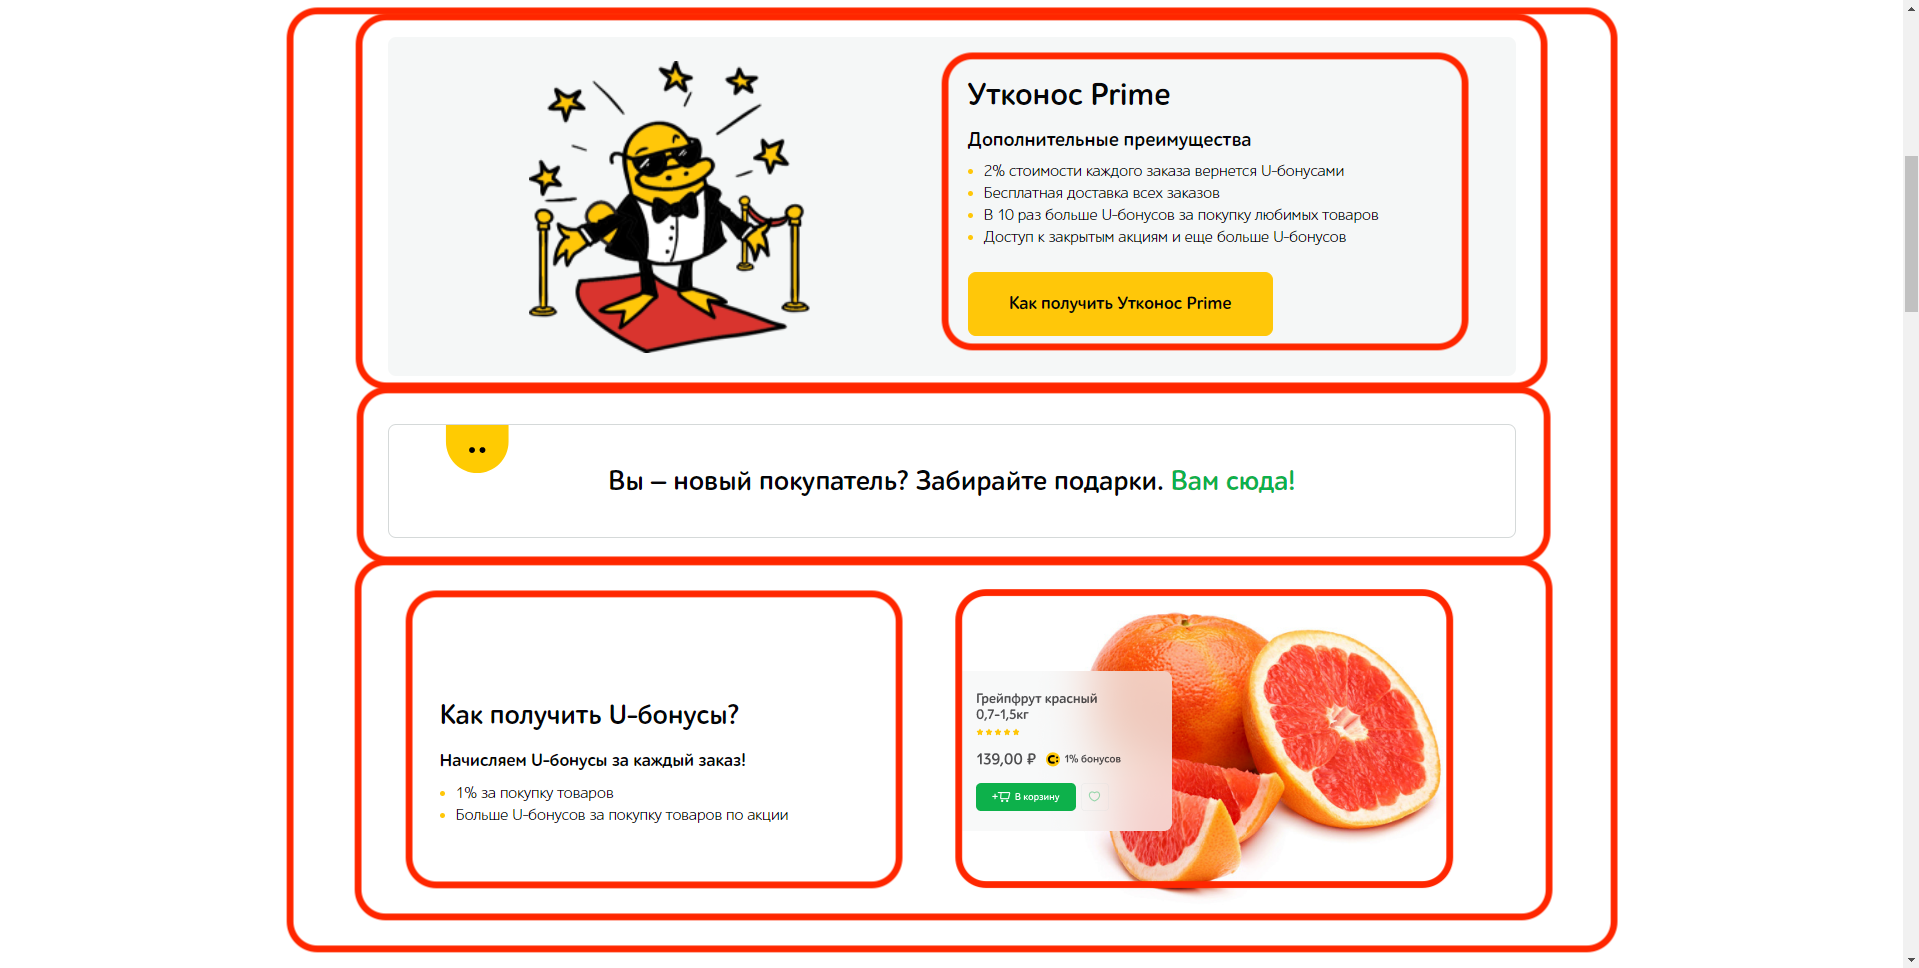 Утконос Prime
Дополнительные преимущества
2% стоимости каждого заказа вернется U-бонусами
Бесплатная доставка всех заказов
В 10 раз больше U-бонусов за покупку любимых товаров
Доступ к закрытым акциям и еще больше U-бонусов
Как получить Утконос Prime
Вы – новый покупатель? Забирайте подарки. Вам сюда!
Как получить U-бонусы?
Начисляем U-бонусы за каждый заказ!
1% за покупку товаров
Больше U-бонусов за покупку товаров по акции
Грейпфрут красный
0,7-1,5кг
139,00 ₽ 1% бонусов
В корзину